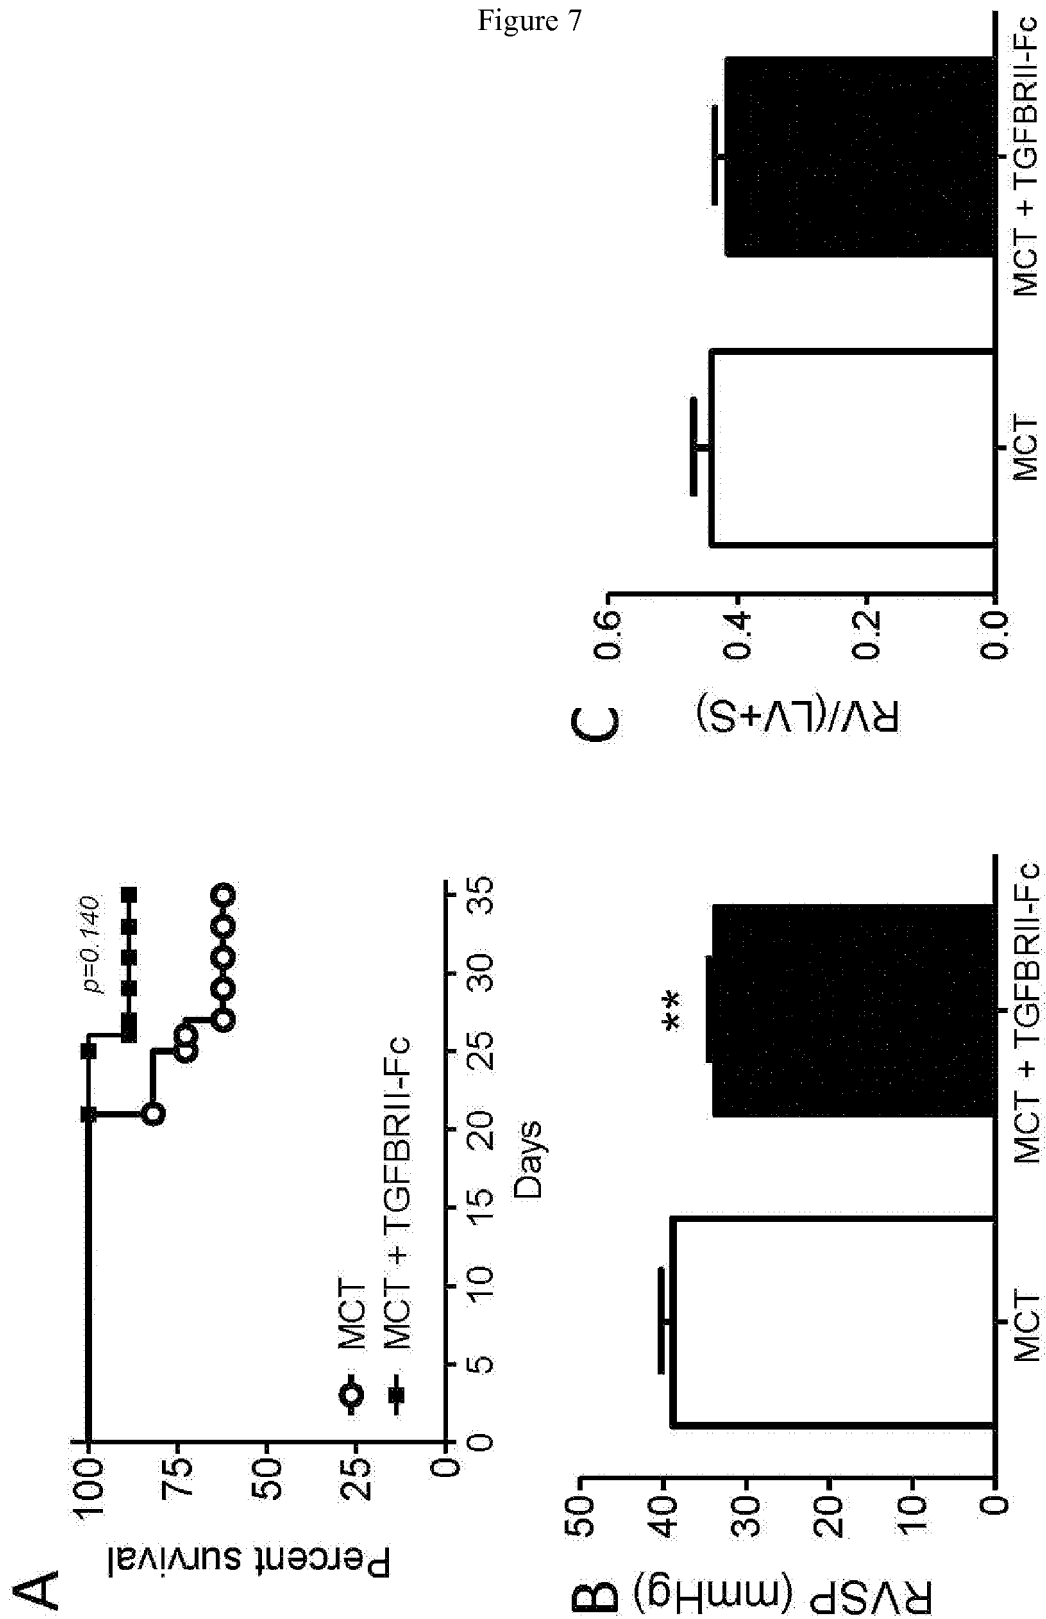 Figure 7
A
Percent survival
100
75
50
25
0
0 5 10 15 20 25 30 35
Days
MCT
MCT + TGFBRII-Fc
p=0.140
B
RVSP (mmHg)
50
40
30
20
10
0
**
MCT
MCT + TGFBRII-Fc
C
RV/(LV+S)
0.6
0.4
0.2
0.0
MCT
MCT + TGFBRII-Fc